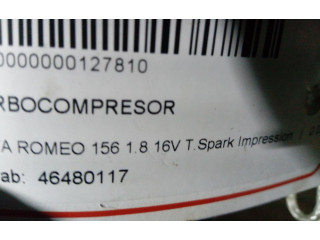 0000000127810
RBOCOMPRESOR
A ROMEO 156 1.8 16V T.Spark Impression
ab: 46480117